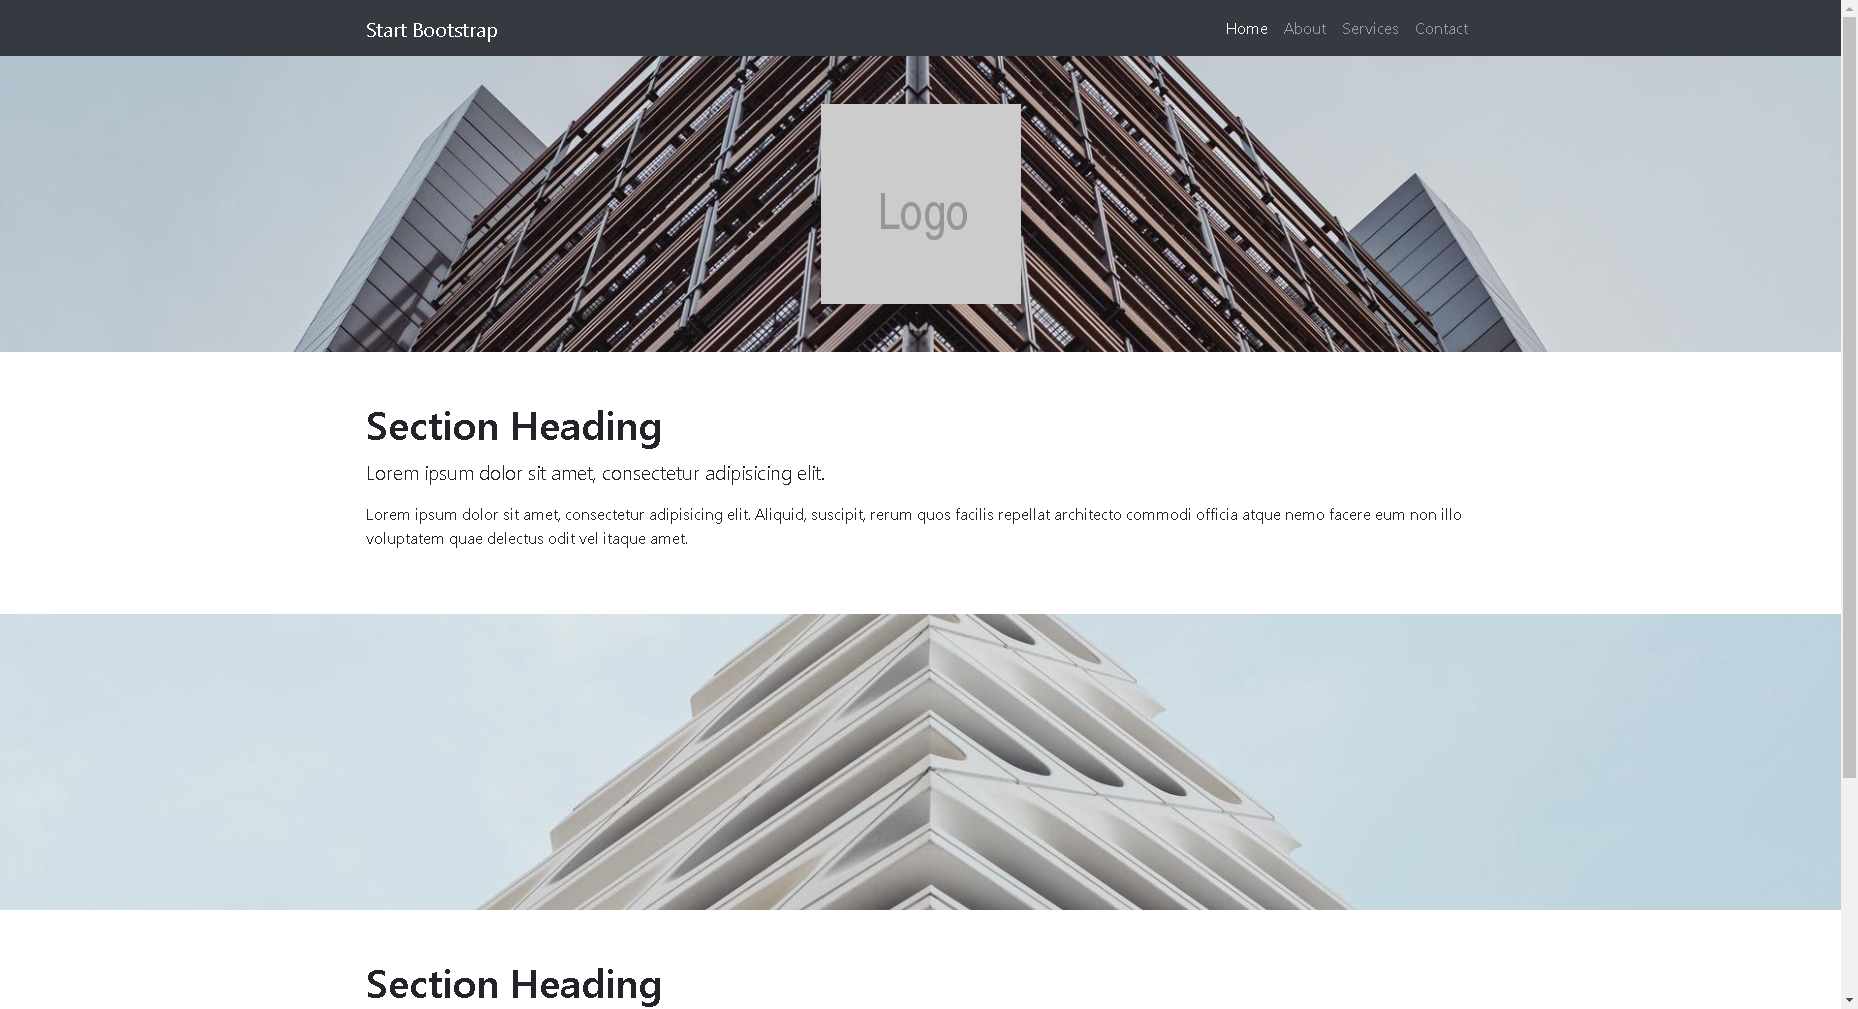 Start Bootstrap
Home About Services Contact
Logo
Section Heading
Lorem ipsum dolor sit amet, consectetur adipisicing elit.
Lorem ipsum dolor sit amet, consectetur adipisicing elit. Aliquid, suscipit, rerum quos facilis repellat architecto commodi officia atque nemo facere eum non illo
voluptatem quae delectus odit vel itaque amet.
Section Heading